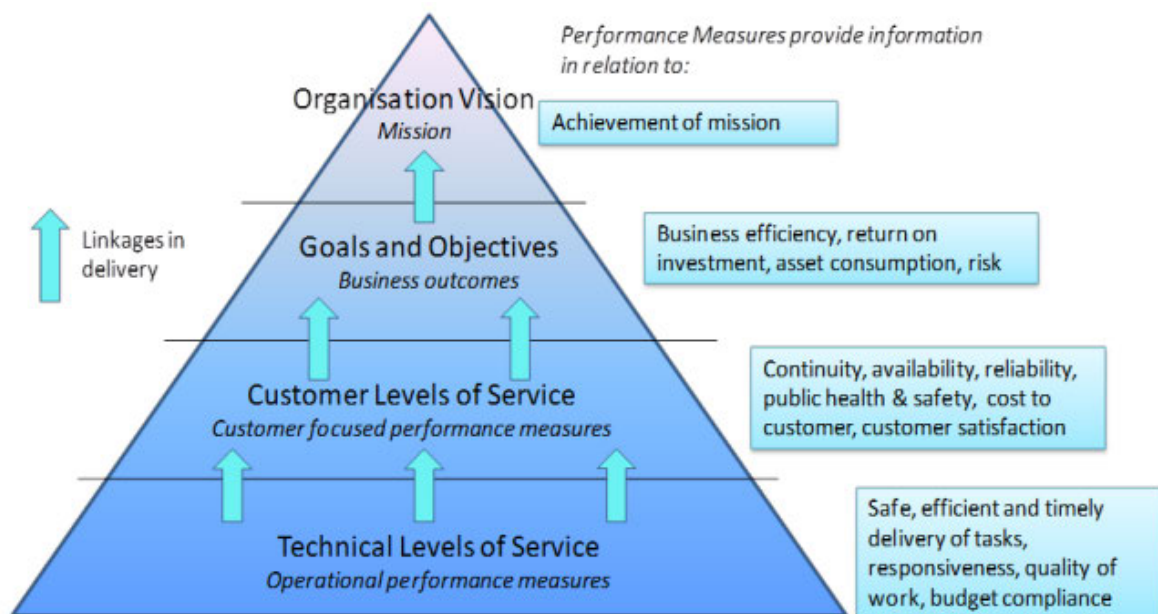 Performance Measures provide information
in relation to:
Organisation Vision
Mission
Achievement of mission
Linkages in
delivery
Goals and Objectives
Business outcomes
Business efficiency, return on
investment, asset consumption, risk
Customer Levels of Service
Customer focused performance measures
Continuity, availability, reliability,
public health & safety, cost to
customer, customer satisfaction
Technical Levels of Service
Operational performance measures
Safe, efficient and timely
delivery of tasks,
responsiveness, quality of
work, budget compliance